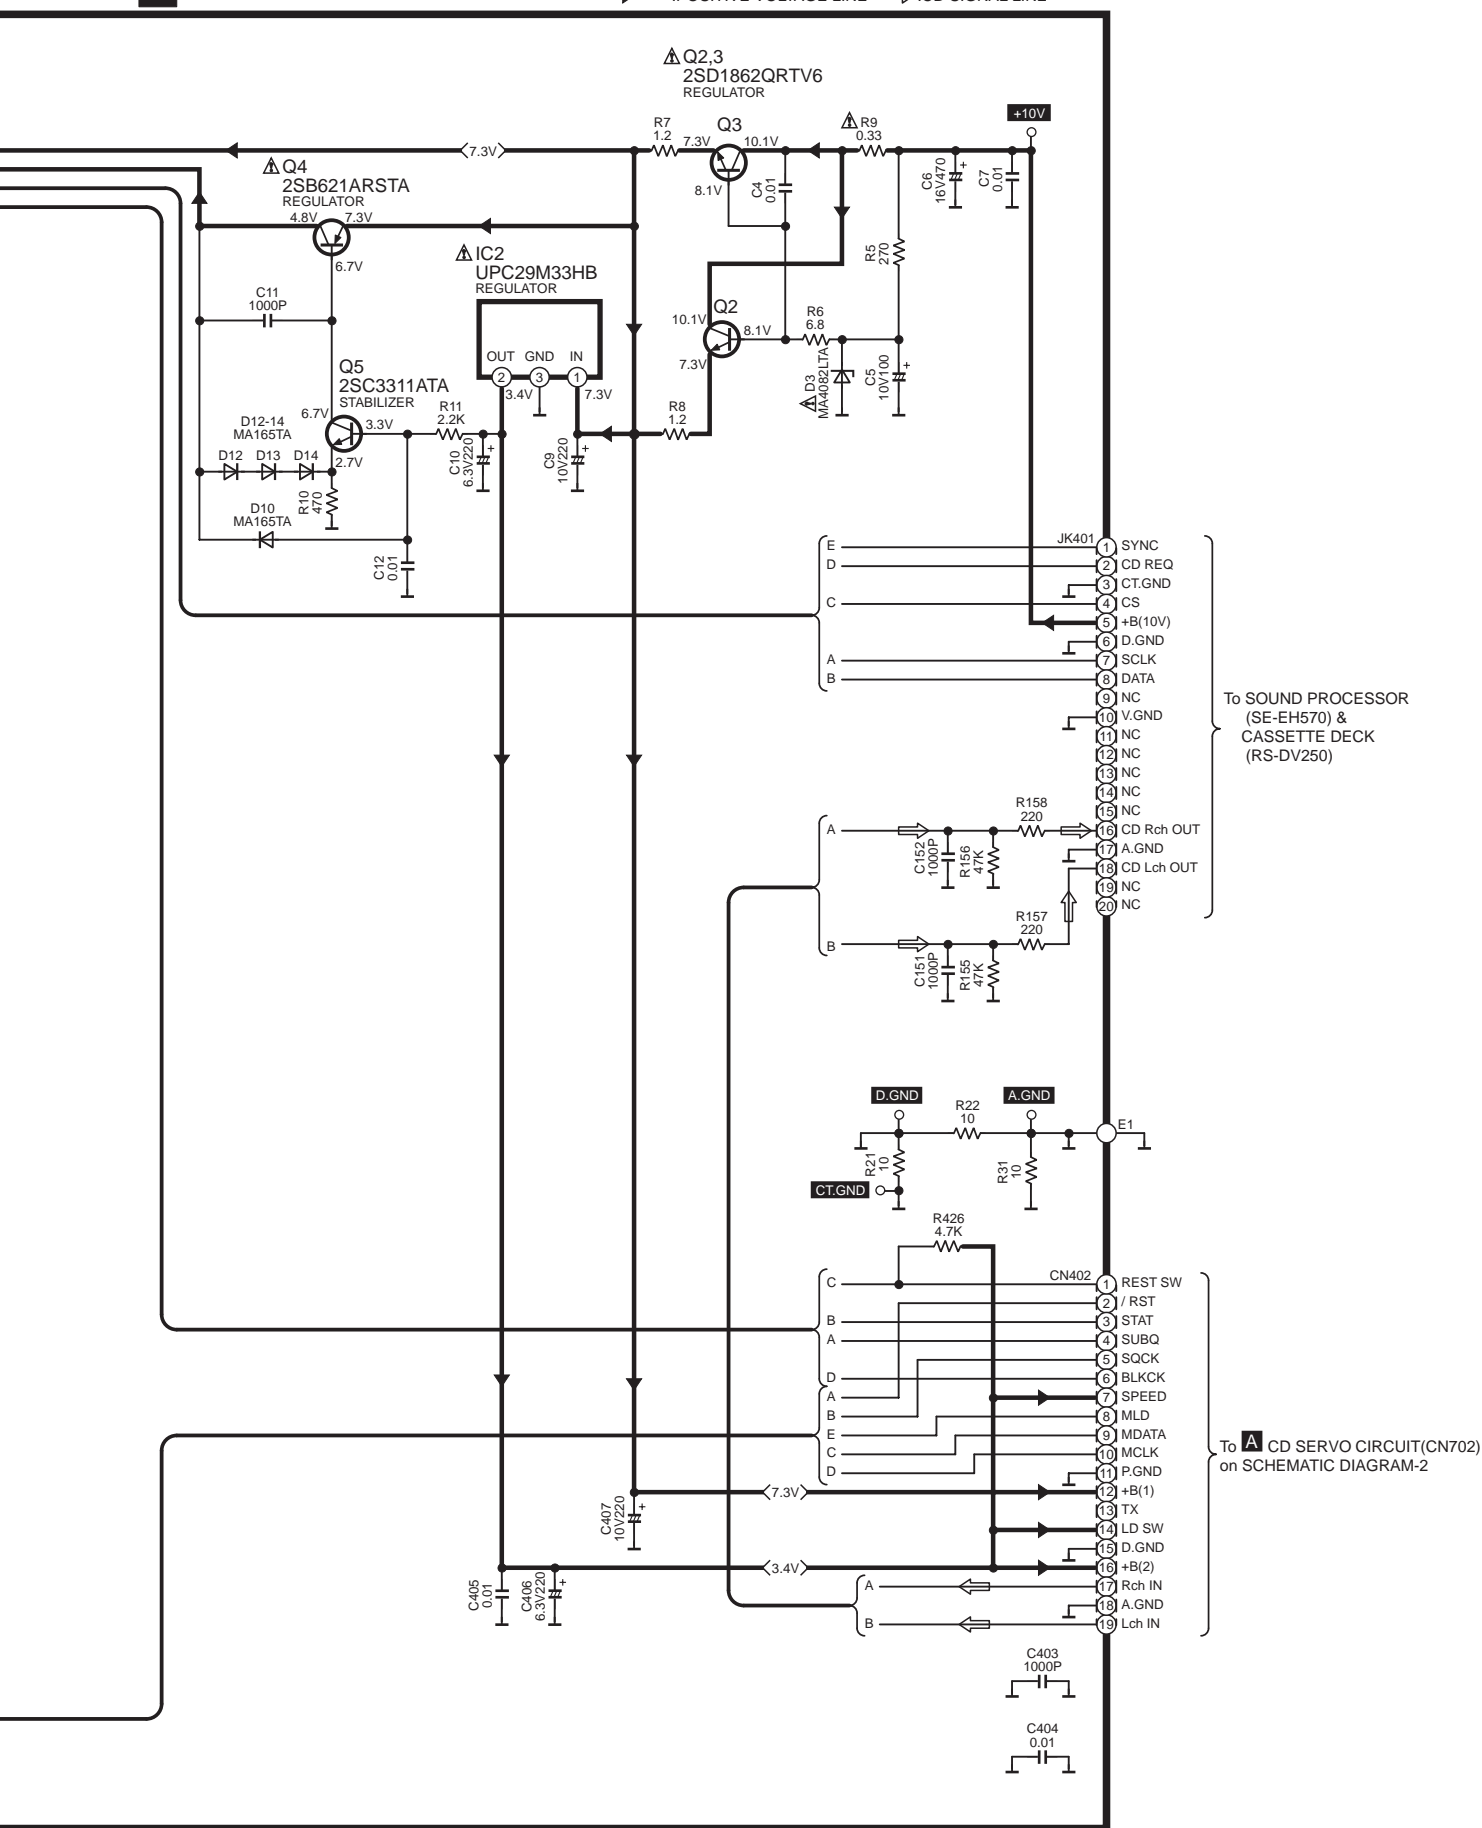 Q2,3
2SD1862QRTV6
REGULATOR
+10V
R7
1.2
7.3V
Q3
10.1V
R9
0.33
7.3V
8.1V
C4
0.01
C6
16V470
+
C7
0.01
Q4
2SB621ARSTA
REGULATOR
4.8V
7.3V
6.7V
IC2
UPC29M33HB
REGULATOR
R5
270
C11
1000P
Q2
10.1V
8.1V
7.3V
R6
6.8
D3
MA4082LTA
C5
10V100
+
OUT
GND
IN
2
3
1
3.4V
7.3V
Q5
2SC3311ATA
STABILIZER
6.7V
3.3V
2.7V
R11
2.2K
R8
1.2
D12-14
MA165TA
D12
D13
D14
C10
6.3V220
+
C9
10V220
+
R10
470
D10
MA165TA
C12
0.01
E
D
C
A
B
JK401
1 SYNC
2 CD REQ
3 CT.GND
4 CS
5 +B(10V)
6 D.GND
7 SCLK
8 DATA
9 NC
10 V.GND
11 NC
12 NC
13 NC
14 NC
15 NC
16 CD Rch OUT
17 A.GND
18 CD Lch OUT
19 NC
20 NC
To SOUND PROCESSOR
(SE-EH570) &
CASSETTE DECK
(RS-DV250)
A
C152
1000P
R156
47K
R158
220
B
C151
1000P
R155
47K
R157
220
D.GND
R22
10
A.GND
E1
R21
10
R31
10
CT.GND
R426
4.7K
C
B
A
D
A
B
E
C
D
CN402
1 REST SW
2 / RST
3 STAT
4 SUBQ
5 SQCK
6 BLKCK
7 SPEED
8 MLD
9 MDATA
10 MCLK
11 P.GND
12 +B(1)
13 TX
14 LD SW
15 D.GND
16 +B(2)
17 Rch IN
18 A.GND
19 Lch IN
To A CD SERVO CIRCUIT(CN702)
on SCHEMATIC DIAGRAM-2
7.3V
C407
10V220
+
3.4V
C405
0.01
C406
6.3V220
+
A
B
C403
1000P
C404
0.01